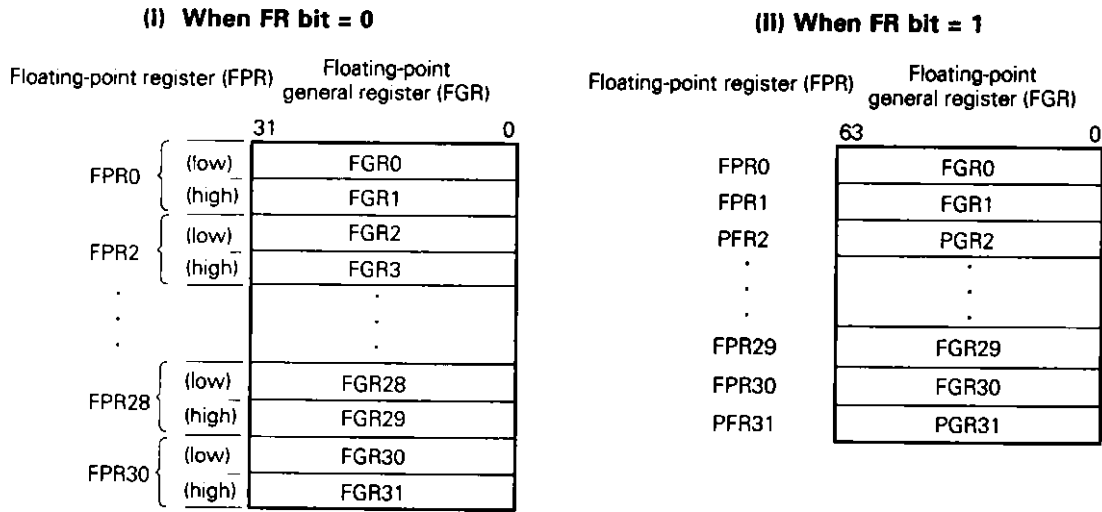 (i) When FR bit = 0
Floating-point register (FPR)
Floating-point
general register (FGR)
31 0
FPR0
(low) FGR0
(high) FGR1
FPR2
(low) FGR2
(high) FGR3
FPR28
(low) FGR28
(high) FGR29
FPR30
(low) FGR30
(high) FGR31
(ii) When FR bit = 1
Floating-point register (FPR)
Floating-point
general register (FGR)
63 0
FPR0 FGR0
FPR1 FGR1
PFR2 PGR2
FPR29 FGR29
FPR30 FGR30
PFR31 PGR31